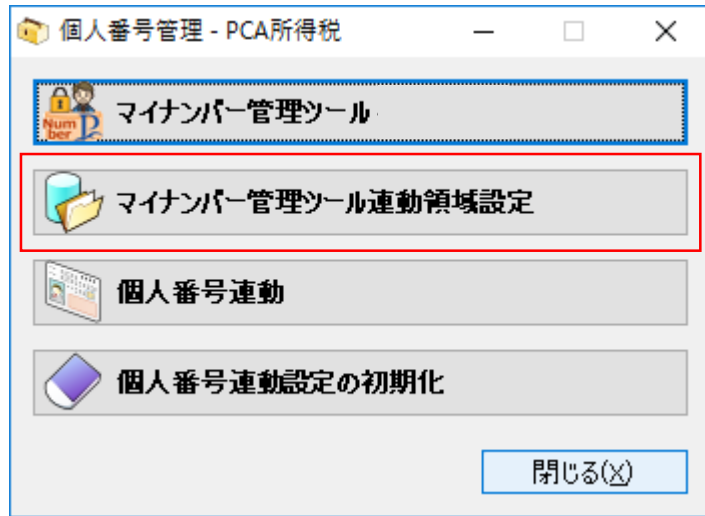 個人番号管理 - PCA所得税
Number
マイナンバー管理ツール
マイナンバー管理ツール連動領域設定
個人番号連動
個人番号連動設定の初期化
閉じる(X)